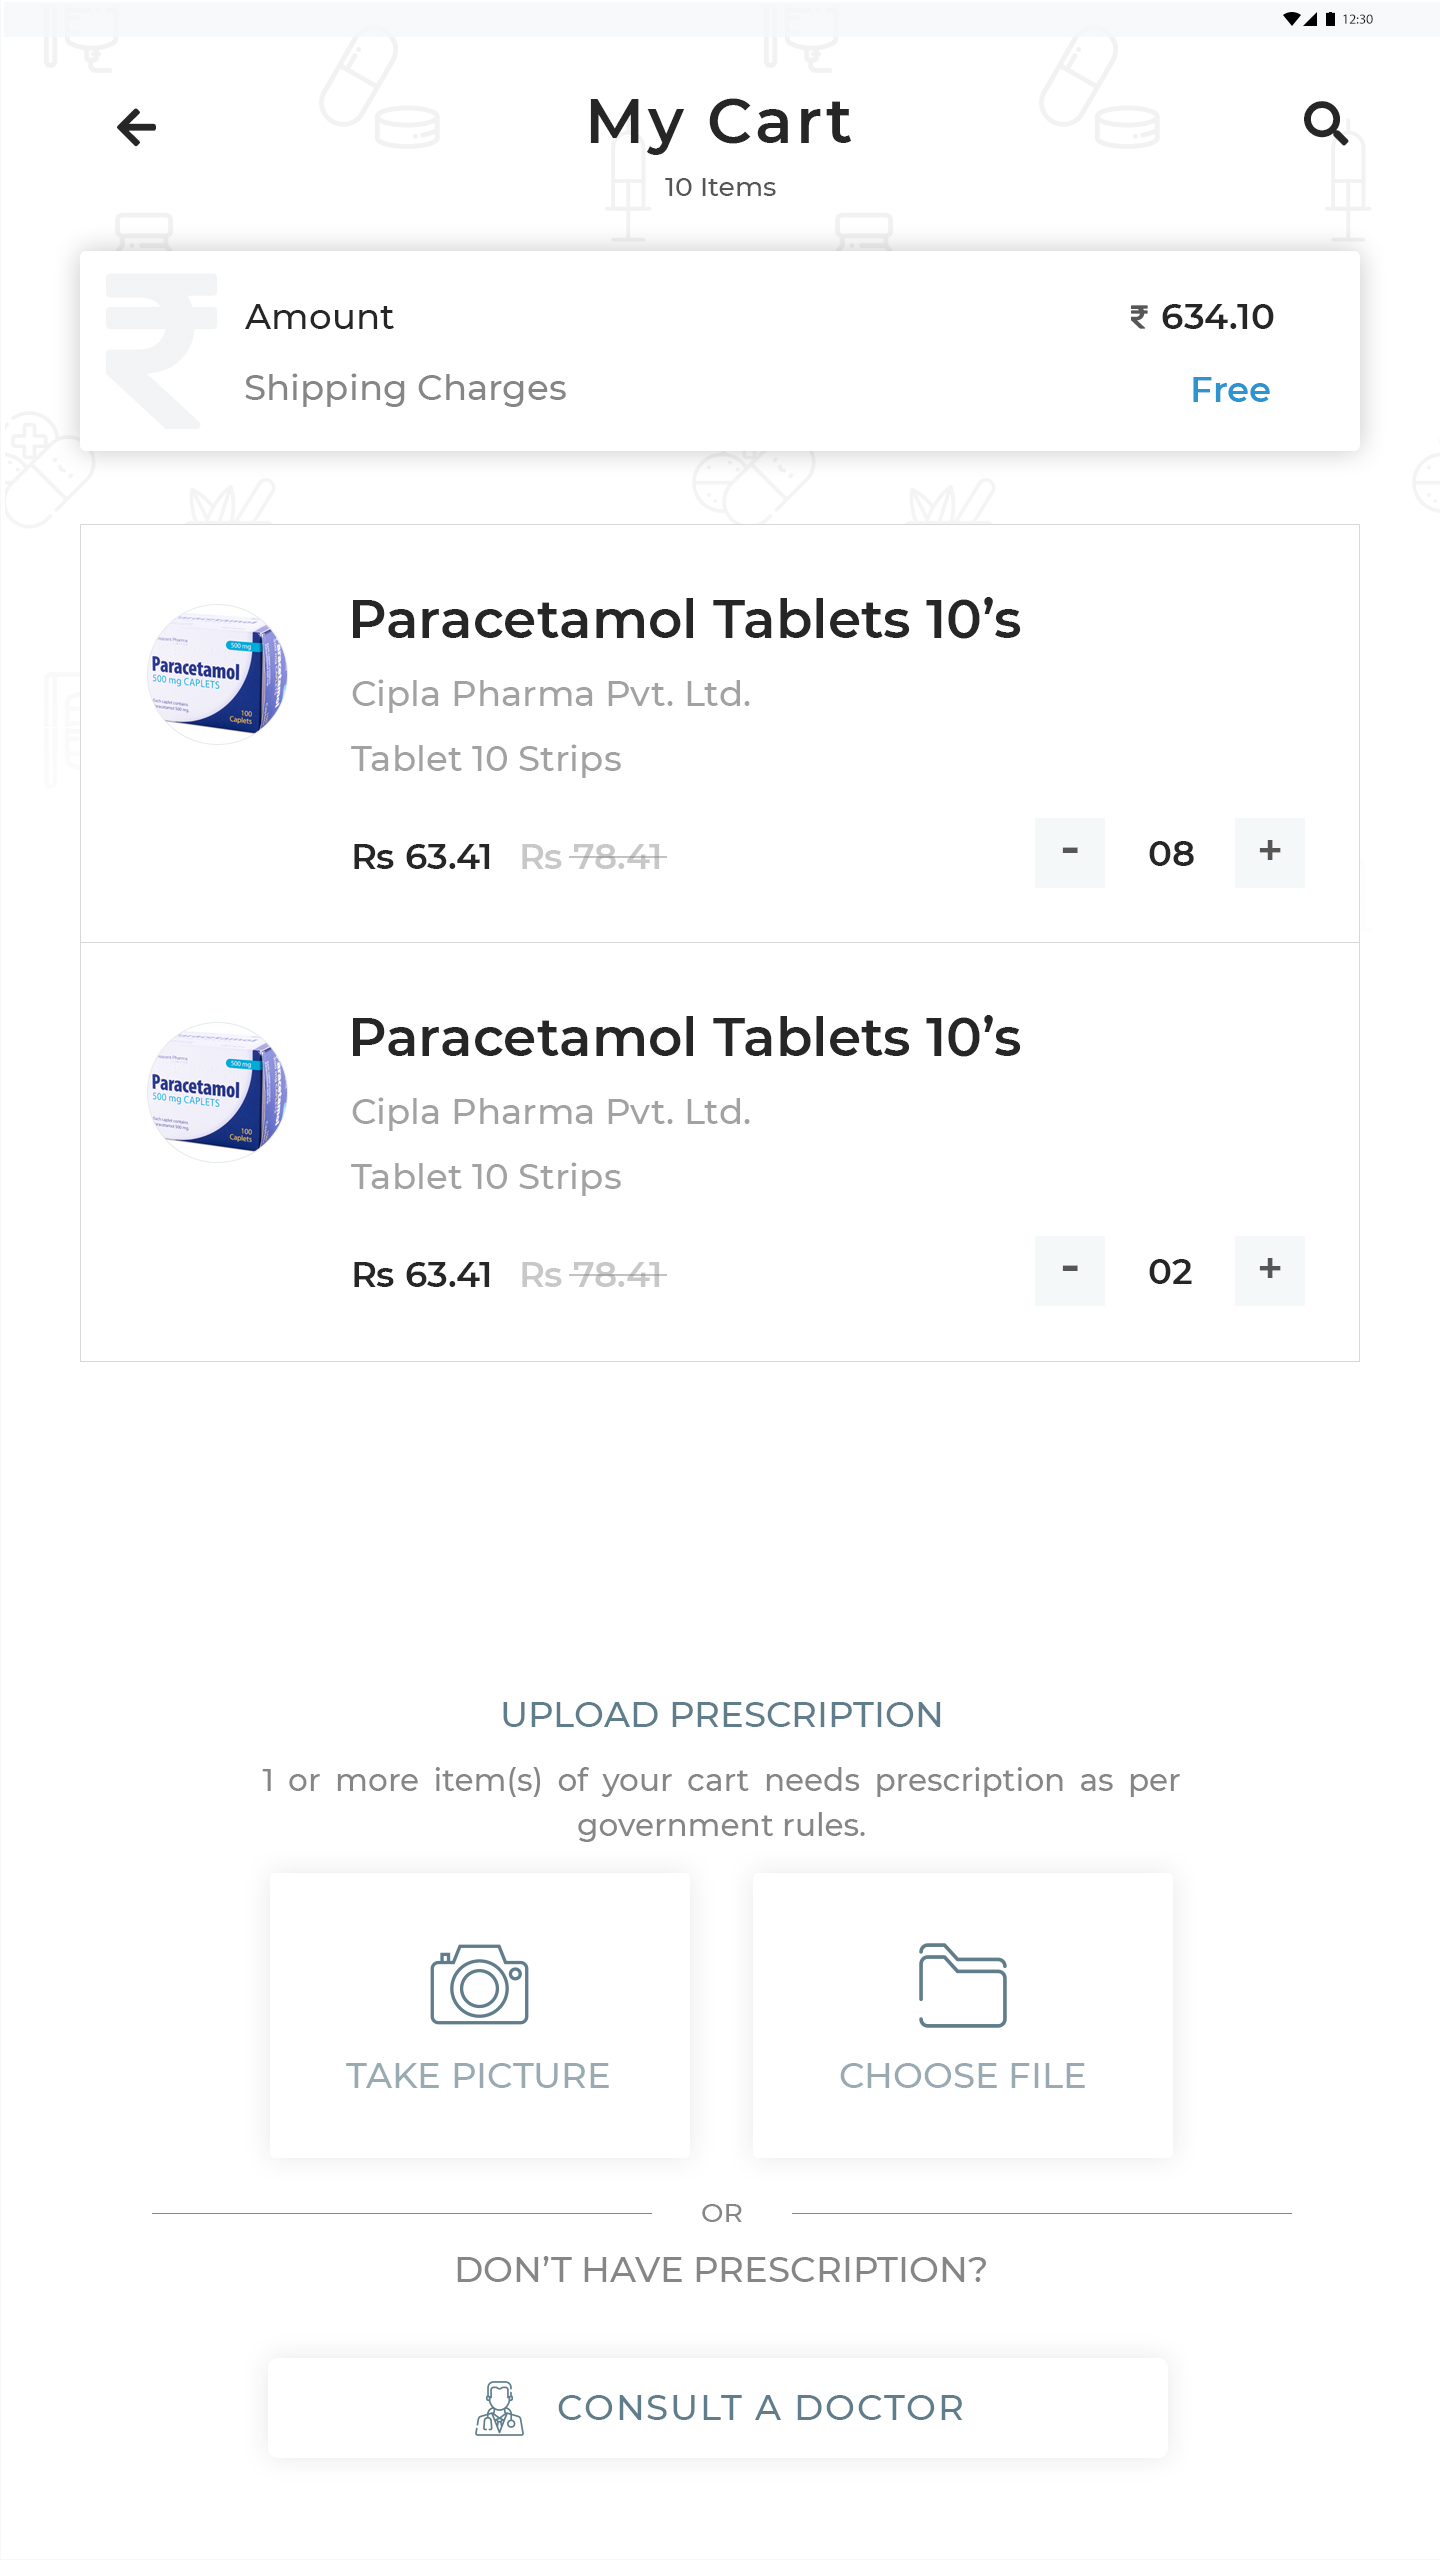 12:30
My Cart
10 Items
Amount
₹ 634.10
Shipping Charges
Free
Paracetamol Tablets 10’s
500 mg
Paracetamol
500 mg CAPLETS
100
Caplets
Cipla Pharma Pvt. Ltd.
Tablet 10 Strips
Rs 63.41 Rs 78.41
- 08 +
Paracetamol Tablets 10’s
500 mg
Paracetamol
500 mg CAPLETS
100
Caplets
Cipla Pharma Pvt. Ltd.
Tablet 10 Strips
Rs 63.41 Rs 78.41
- 02 +
UPLOAD PRESCRIPTION
1 or more item(s) of your cart needs prescription as per
government rules.
TAKE PICTURE
CHOOSE FILE
OR
DON’T HAVE PRESCRIPTION?
CONSULT A DOCTOR